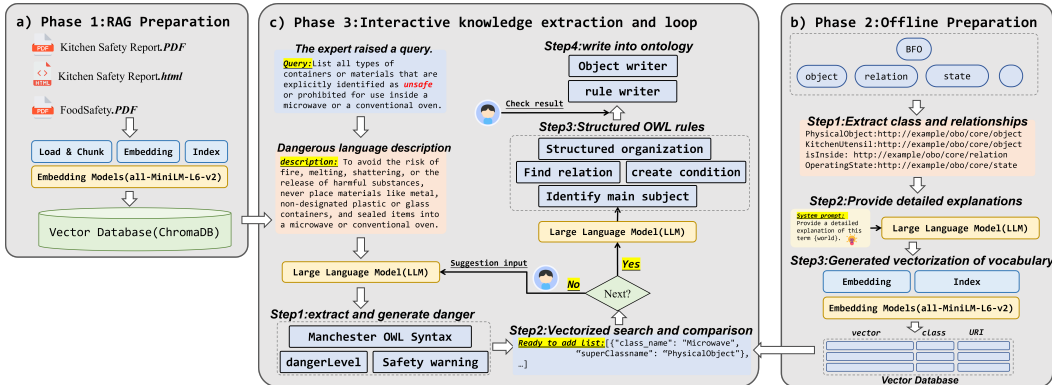 a) Phase 1:RAG Preparation
PDF
Kitchen Safety Report.PDF
HTML
Kitchen Safety Report.html
PDF
FoodSafety.PDF
Load & Chunk
Embedding
Index
Embedding Models(all-MiniLM-L6-v2)
Vector Database(ChromaDB)
c) Phase 3:Interactive knowledge extraction and loop
The expert raised a query.
Query:List all types of
containers or materials that are
explicitly identified as unsafe
or prohibited for use inside a
microwave or a conventional oven.
Dangerous language description
description: To avoid the risk of
fire, melting, shattering, or the
release of harmful substances,
never place materials like metal,
non-designated plastic or glass
containers, and sealed items into
a microwave or conventional oven.
Large Language Model(LLM)
Step1:extract and generate danger
Manchester OWL Syntax
dangerLevel
Safety warning
Step2:Vectorized search and comparison
Ready to add List:[{"class_name": "Microwave",
"superClassname": "PhysicalObject"},
…]
Next?
No
Yes
Suggestion input
Large Language Model(LLM)
Step3:Structured OWL rules
Structured organization
Find relation
create condition
Identify main subject
Check result
Step4:write into ontology
Object writer
rule writer
b) Phase 2:Offline Preparation
BFO
object
relation
state
Step1:Extract class and relationships
PhysicalObject:http://example/obo/core/object
KitchenUtensil:http://example/obo/core/object
isInside: http://example/obo/core/relation
OperatingState:http://example/obo/core/state
Step2:Provide detailed explanations
System prompt:
Provide a detailed
explanation of this
term {world}.
Large Language Model(LLM)
Step3:Generated vectorization of vocabulary
Embedding
Index
Embedding Models(all-MiniLM-L6-v2)
vector
class
URI
Vector Database